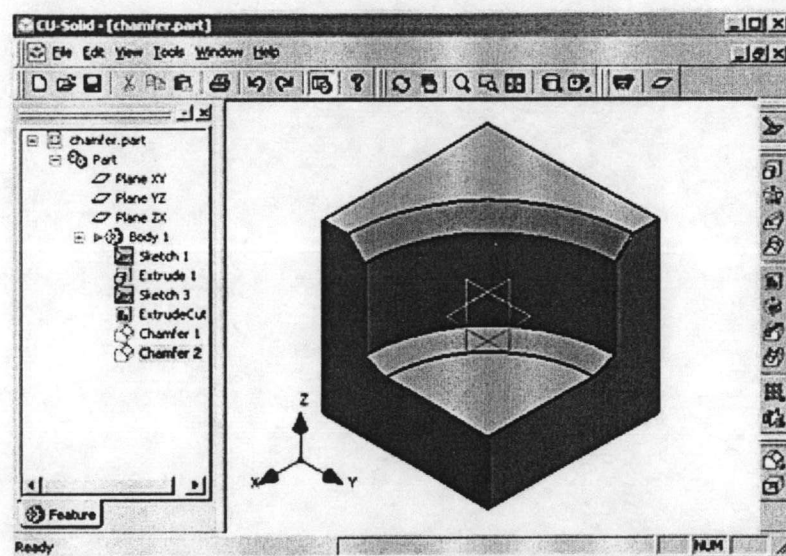 CU-Solid - [chamfer.part]
File Edit View Tools Window Help
chamfer.part
Part
Plane XY
Plane YZ
Plane ZX
Body 1
Sketch 1
Extrude 1
Sketch 3
ExtrudeCut
Chamfer 1
Chamfer 2
Z
X
Y
Feature
Ready
NUM